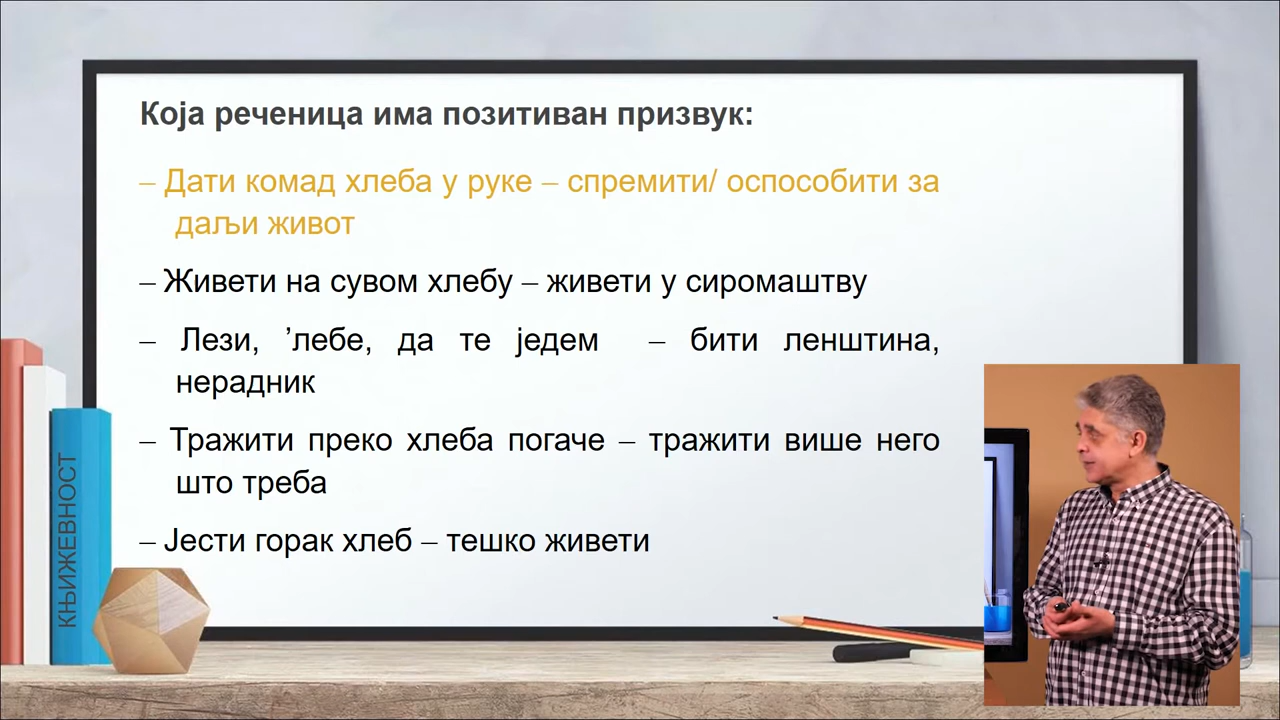 Која реченица има позитиван призвук:
– Дати комад хлеба у руке – спремити/ оспособити за
даљи живот
– Живети на сувом хлебу – живети у сиромаштву
– Лези, ’лебе, да те једем – бити ленштина,
нерадник
– Тражити преко хлеба погаче – тражити више него
што треба
– Јести горак хлеб – тешко живети
КЊИЖЕВНОСТ